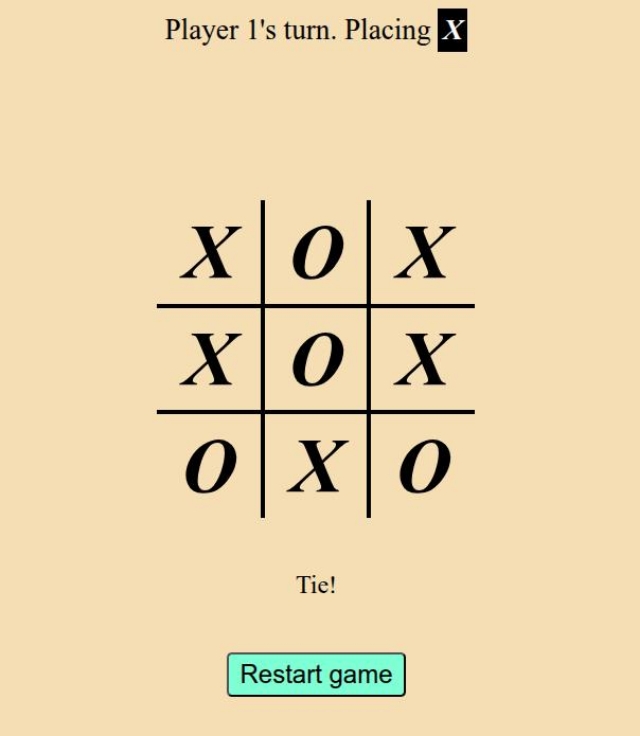 Player 1's turn. Placing X
X O X
X O X
O X O
Tie!
Restart game